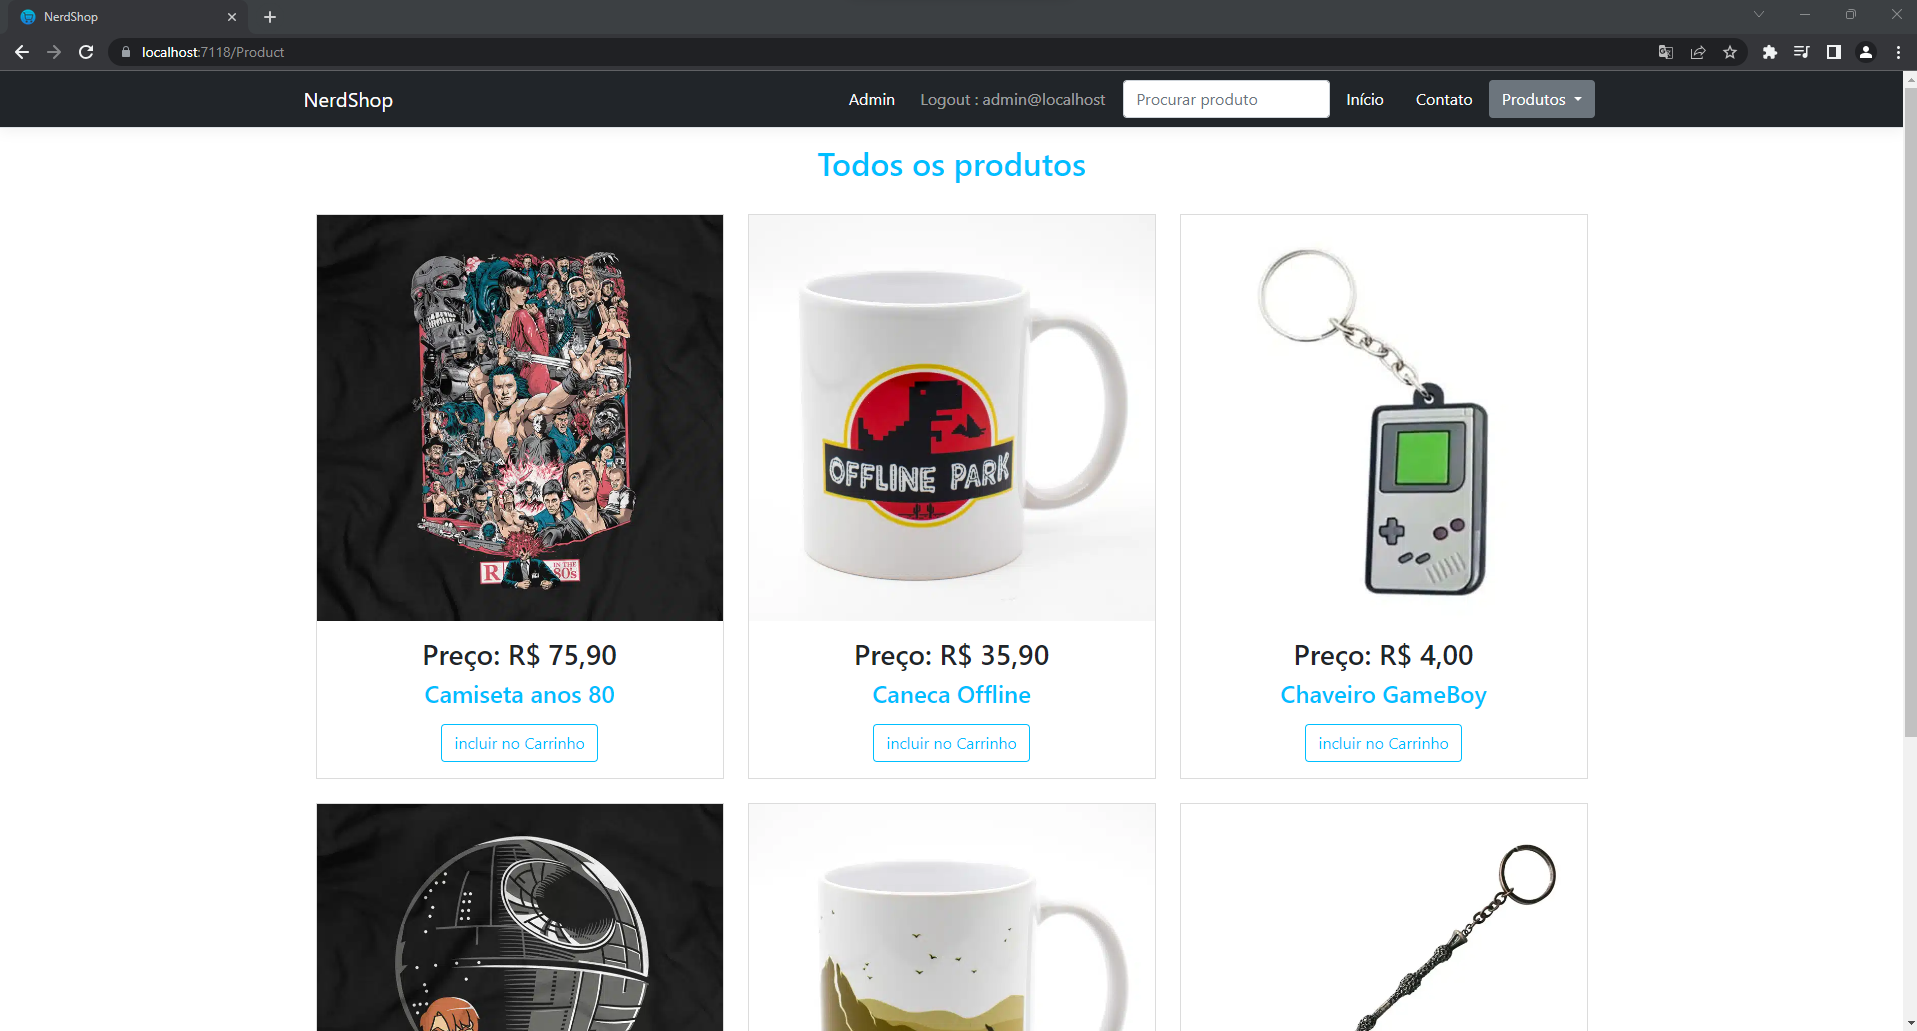 NerdShop
localhost:7118/Product
NerdShop
Admin
Logout : admin@localhost
Procurar produto
Início
Contato
Produtos
Todos os produtos
R IN THE 80's
OFFLINE PARK
Preço: R$ 75,90
Camiseta anos 80
incluir no Carrinho
Preço: R$ 35,90
Caneca Offline
incluir no Carrinho
Preço: R$ 4,00
Chaveiro GameBoy
incluir no Carrinho